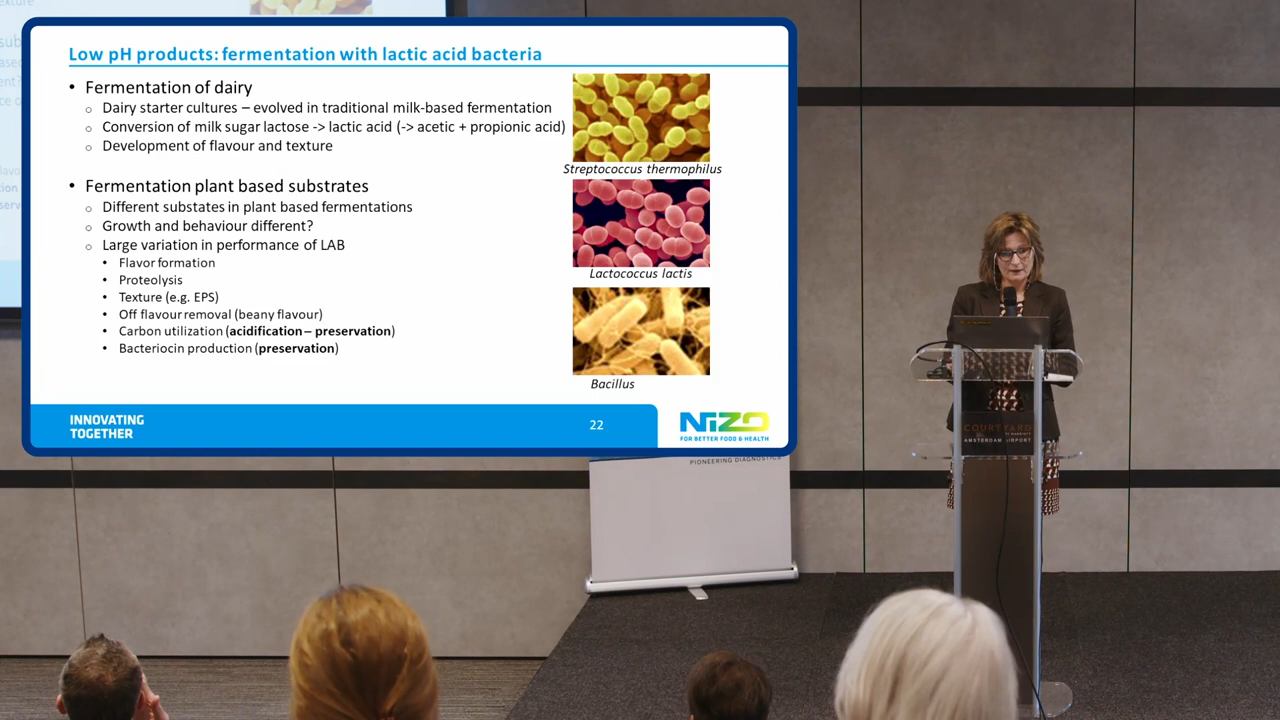 Low pH products: fermentation with lactic acid bacteria
• Fermentation of dairy
o Dairy starter cultures – evolved in traditional milk-based fermentation
o Conversion of milk sugar lactose -> lactic acid (-> acetic + propionic acid)
o Development of flavour and texture
• Fermentation plant based substrates
o Different substates in plant based fermentations
o Growth and behaviour different?
o Large variation in performance of LAB
• Flavor formation
• Proteolysis
• Texture (e.g. EPS)
• Off flavour removal (beany flavour)
• Carbon utilization (acidification – preservation)
• Bacteriocin production (preservation)
Streptococcus thermophilus
Lactococcus lactis
Bacillus
INNOVATING
TOGETHER
22
NIZO
FOR BETTER FOOD & HEALTH
PIONEERING DIAGNOSTICS
COURTYARD
BY MARRIOTT
AMSTERDAM AIRPORT